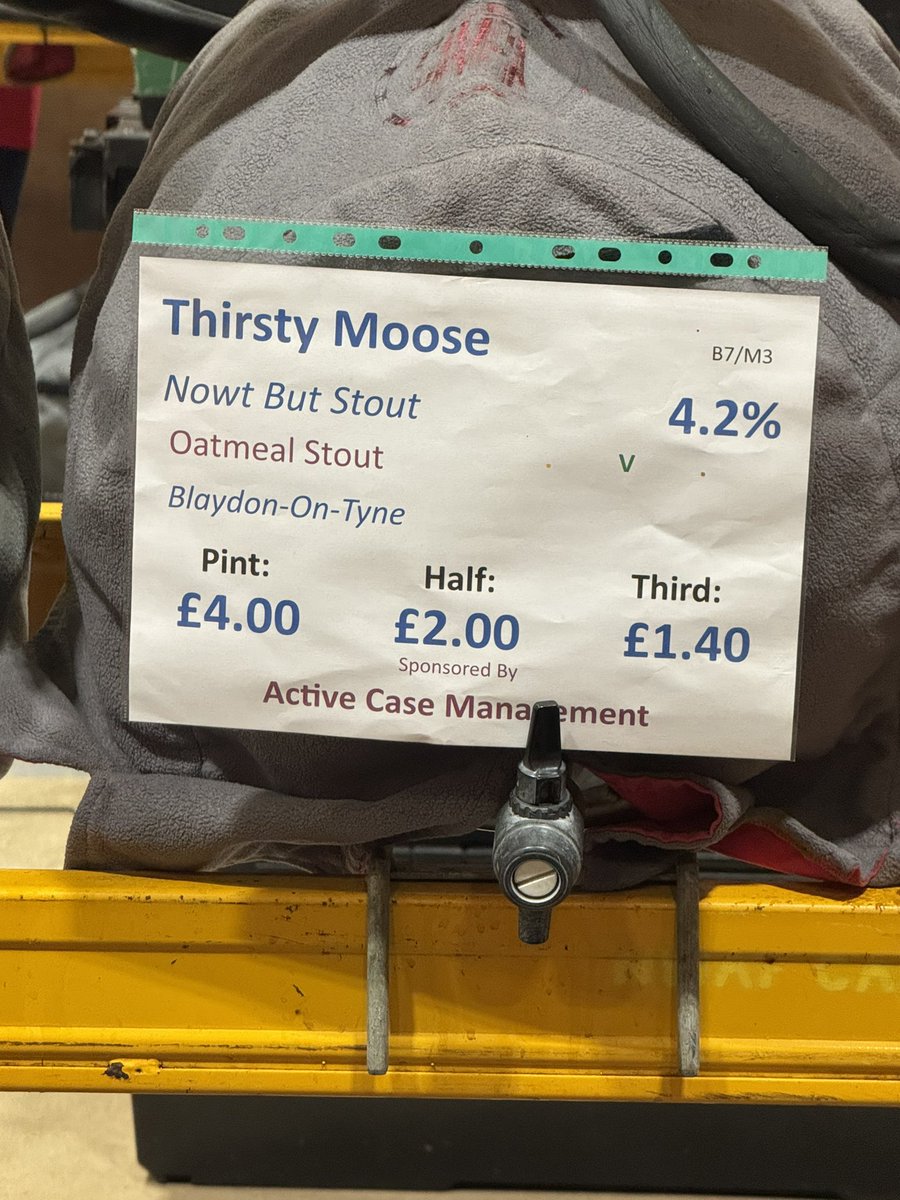 Thirsty Moose
B7/M3
Nowt But Stout
4.2%
Oatmeal Stout
V
Blaydon-On-Tyne
Pint: Half: Third:
£4.00 £2.00 £1.40
Sponsored By
Active Case Management